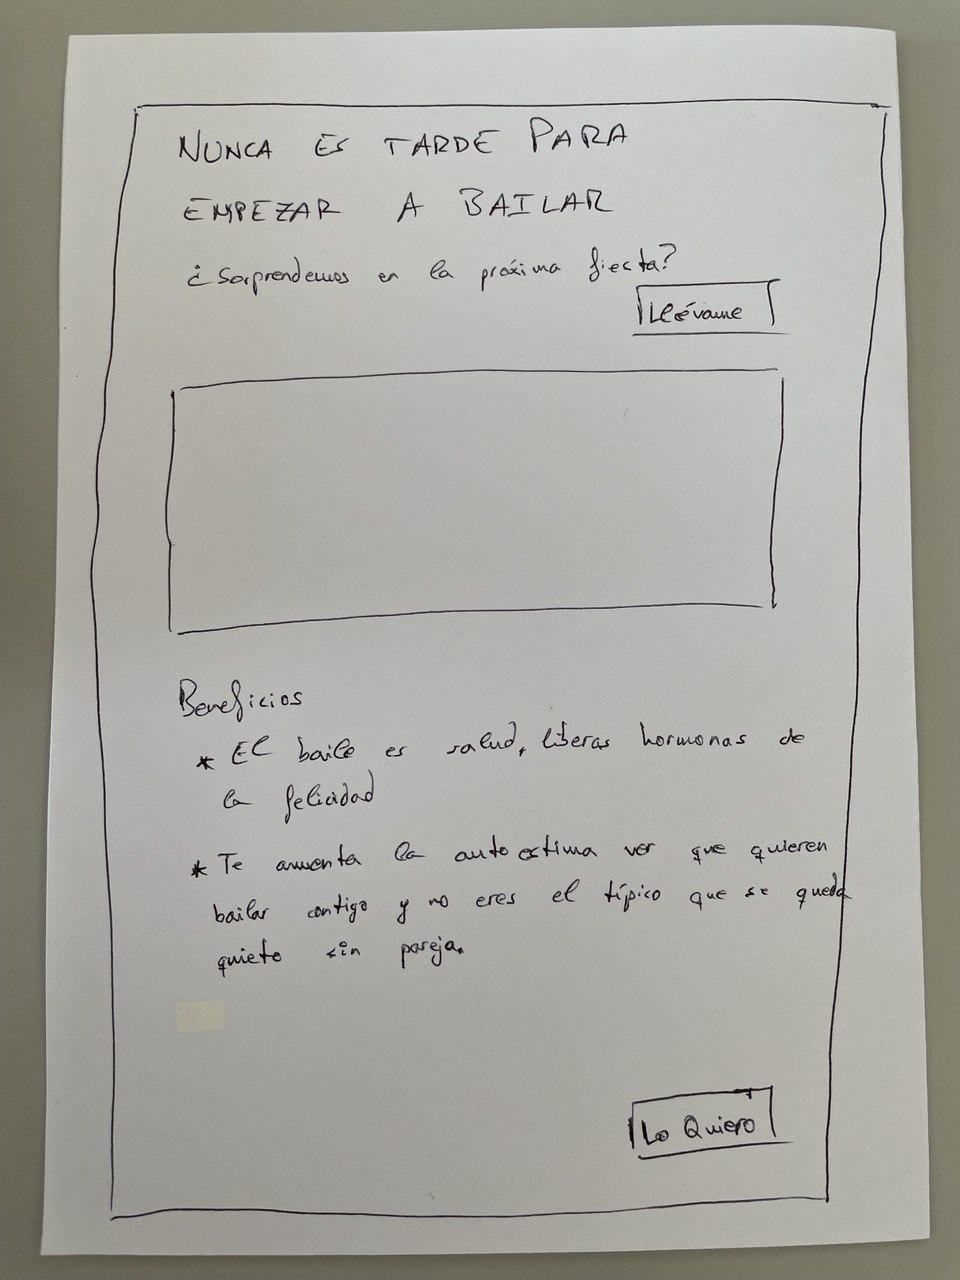 NUNCA ES TARDE PARA
EMPEZAR A BAILAR
¿Sorprendemos en la próxima fiesta?
Llévame
Beneficios
* El baile es salud, liberas hormonas de
la felicidad
* Te aumenta la autoestima ver que quieren
bailar contigo y no eres el típico que se queda
quieto sin pareja.
Lo Quiero